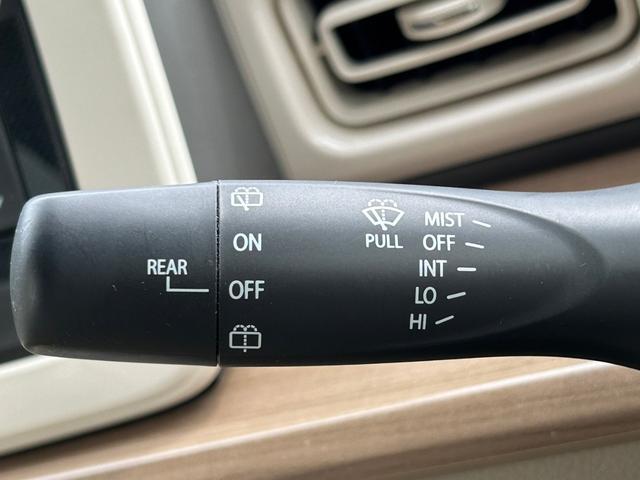 REAR
ON
OFF
PULL
MIST
OFF
INT
LO
HI